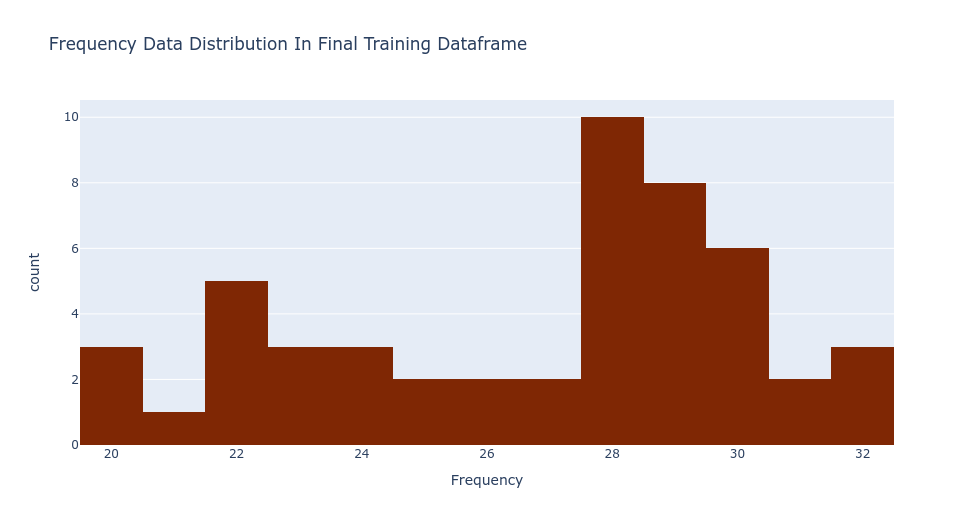 Frequency Data Distribution In Final Training Dataframe
10
8
6
4
2
0
count
20 22 24 26 28 30 32
Frequency